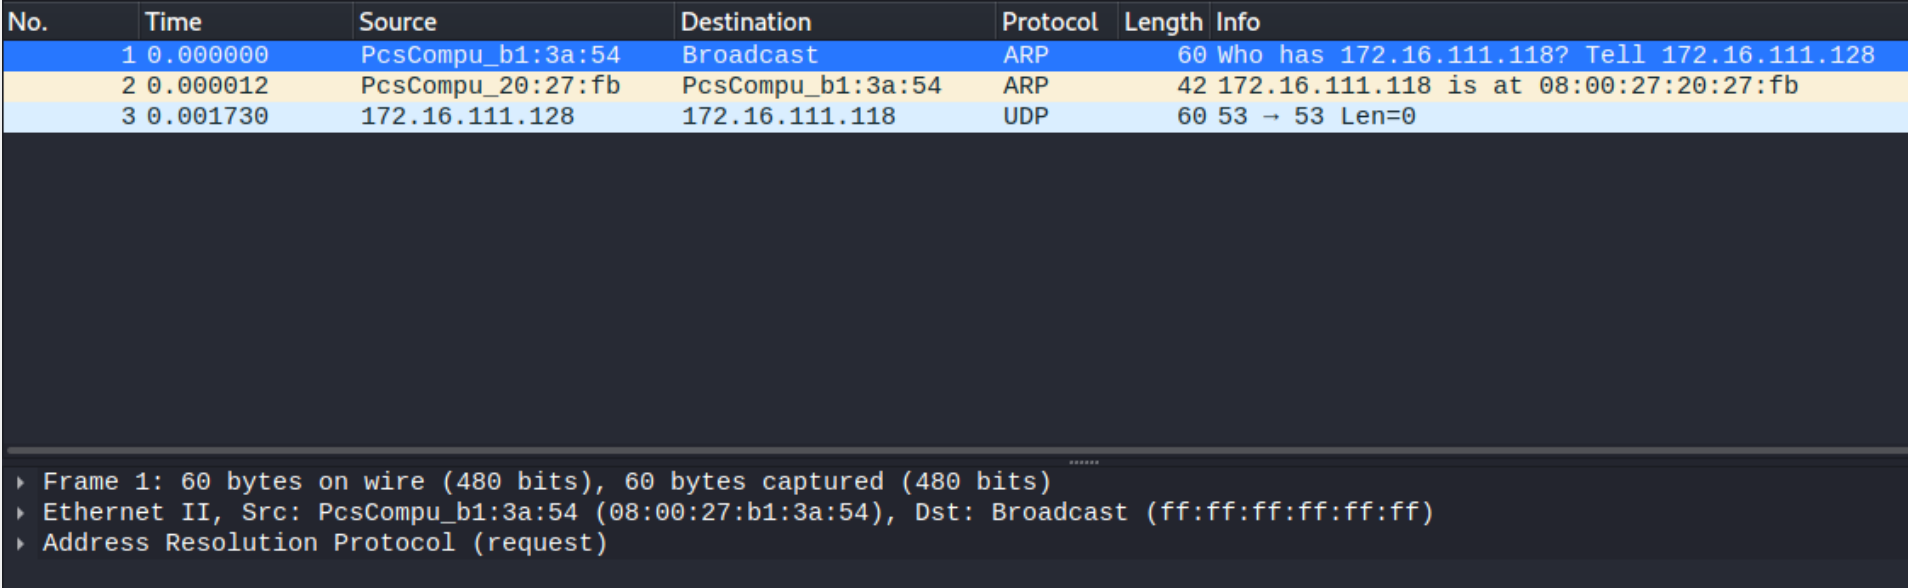 No. Time Source Destination Protocol Length Info
1 0.000000 PcsCompu_b1:3a:54 Broadcast ARP 60 Who has 172.16.111.118? Tell 172.16.111.128
2 0.000012 PcsCompu_20:27:fb PcsCompu_b1:3a:54 ARP 42 172.16.111.118 is at 08:00:27:20:27:fb
3 0.001730 172.16.111.128 172.16.111.118 UDP 60 53 → 53 Len=0
Frame 1: 60 bytes on wire (480 bits), 60 bytes captured (480 bits)
Ethernet II, Src: PcsCompu_b1:3a:54 (08:00:27:b1:3a:54), Dst: Broadcast (ff:ff:ff:ff:ff:ff)
Address Resolution Protocol (request)